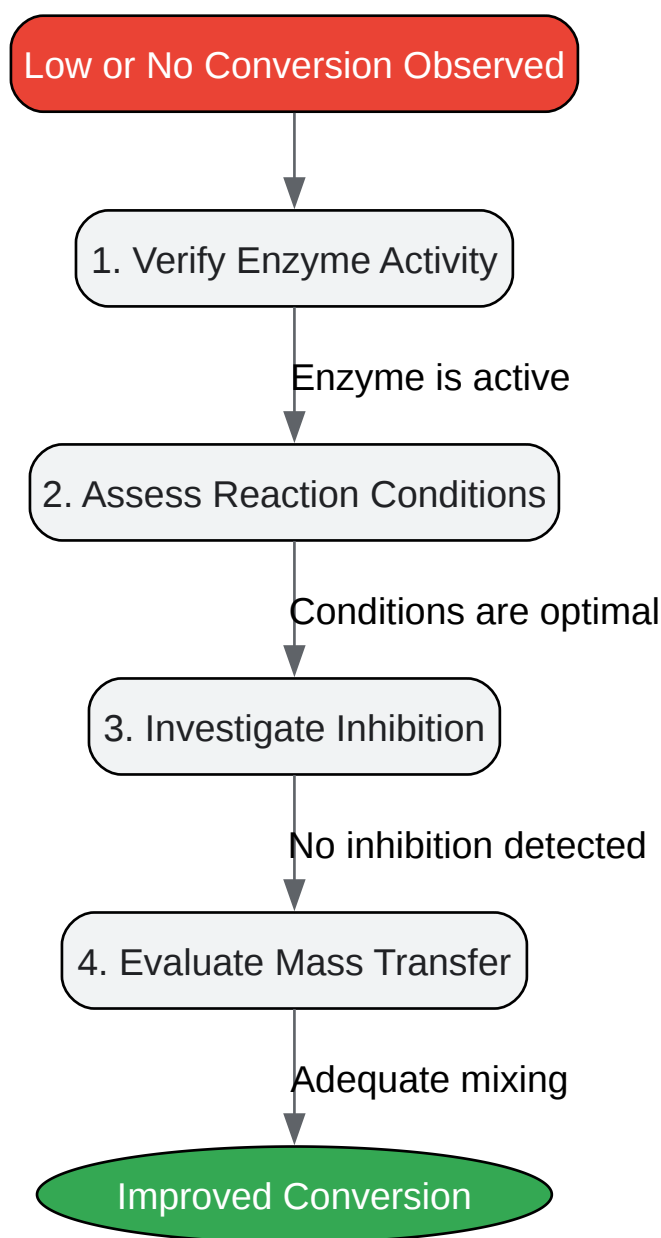 Low or No Conversion Observed
1. Verify Enzyme Activity
Enzyme is active
2. Assess Reaction Conditions
Conditions are optimal
3. Investigate Inhibition
No inhibition detected
4. Evaluate Mass Transfer
Adequate mixing
Improved Conversion